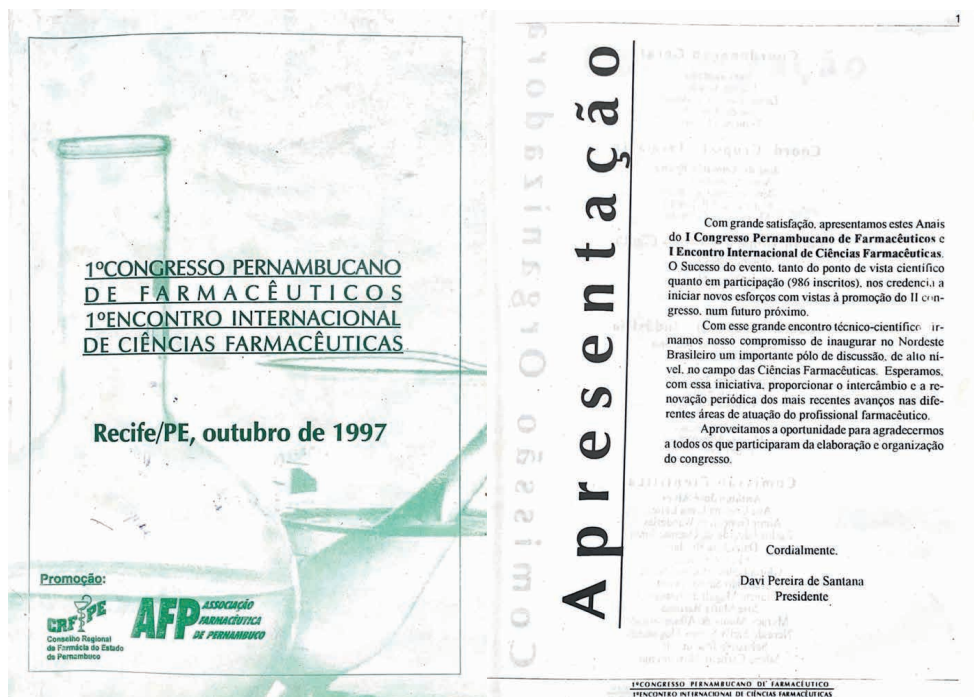 1ºCONGRESSO PERNAMBUCANO
DE FARMACÊUTICOS
1ºENCONTRO INTERNACIONAL
DE CIÊNCIAS FARMACÊUTICAS
Recife/PE, outubro de 1997
Promoção:
CRF PE
Conselho Regional
de Farmácia do Estado
de Pernambuco
AFP
ASSOCIAÇÃO
FARMACÊUTICA
DE PERNAMBUCO
1
Apresentação
Com grande satisfação, apresentamos estes Anais
do I Congresso Pernambucano de Farmacêuticos e
I Encontro Internacional de Ciências Farmacêuticas.
O Sucesso do evento, tanto do ponto de vista científico
quanto em participação (986 inscritos), nos credencia a
iniciar novos esforços com vistas à promoção do II con-
gresso, num futuro próximo.
Com esse grande encontro técnico-científico
mamos nosso compromisso de inaugurar no Nordeste
Brasileiro um importante pólo de discussão, de alto ní-
vel, no campo das Ciências Farmacêuticas. Esperamos,
com essa iniciativa, proporcionar o intercâmbio e a re-
novação periódica dos mais recentes avanços nas dife-
rentes áreas de atuação do profissional farmacêutico.
Aproveitamos a oportunidade para agradecermos
a todos os que participaram da elaboração e organização
do congresso.
Cordialmente,
Davi Pereira de Santana
Presidente
1ºCONGRESSO PERNAMBUCANO DE FARMACÊUTICO
1ºENCONTRO INTERNACIONAL DE CIÊNCIAS FARMACÊUTICAS